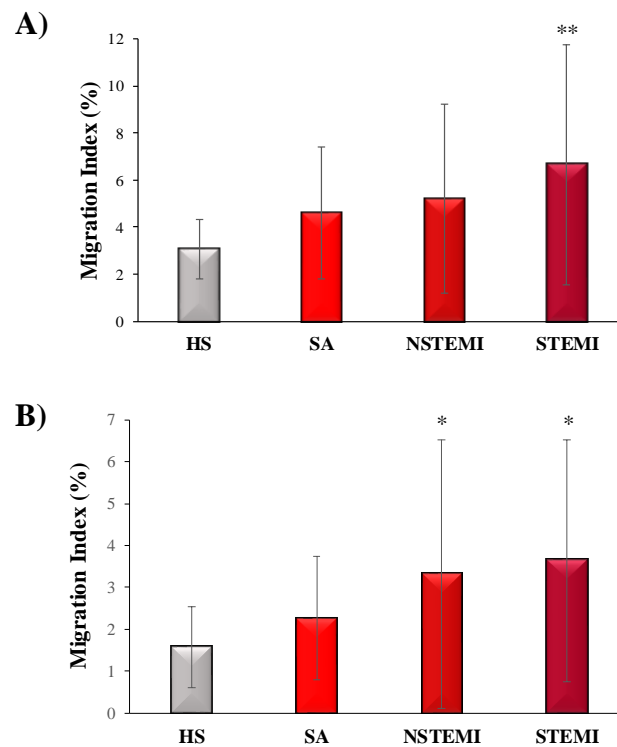 A)
Migration Index (%)
12
10
8
6
4
2
0
**
HS SA NSTEMI STEMI
B)
Migration Index (%)
7
6
5
4
3
2
1
0
* *
HS SA NSTEMI STEMI